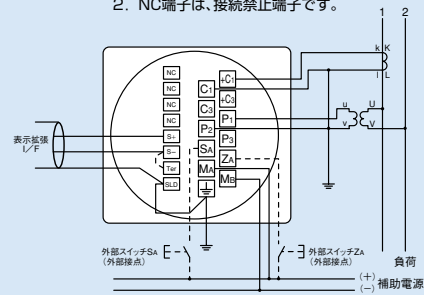 2. NC端子は、接続禁止端子です。
1 2
k K
l L
NC
NC
NC
NC
S+
S−
Ter
SLD
C1
C3
P2
SA
MA
+C1
+C3
P1
P3
ZA
MB
u U
v V
表示拡張
I/F
外部スイッチSA
(外部接点)
外部スイッチZA
(外部接点)
負荷
(+)
(−)
補助電源